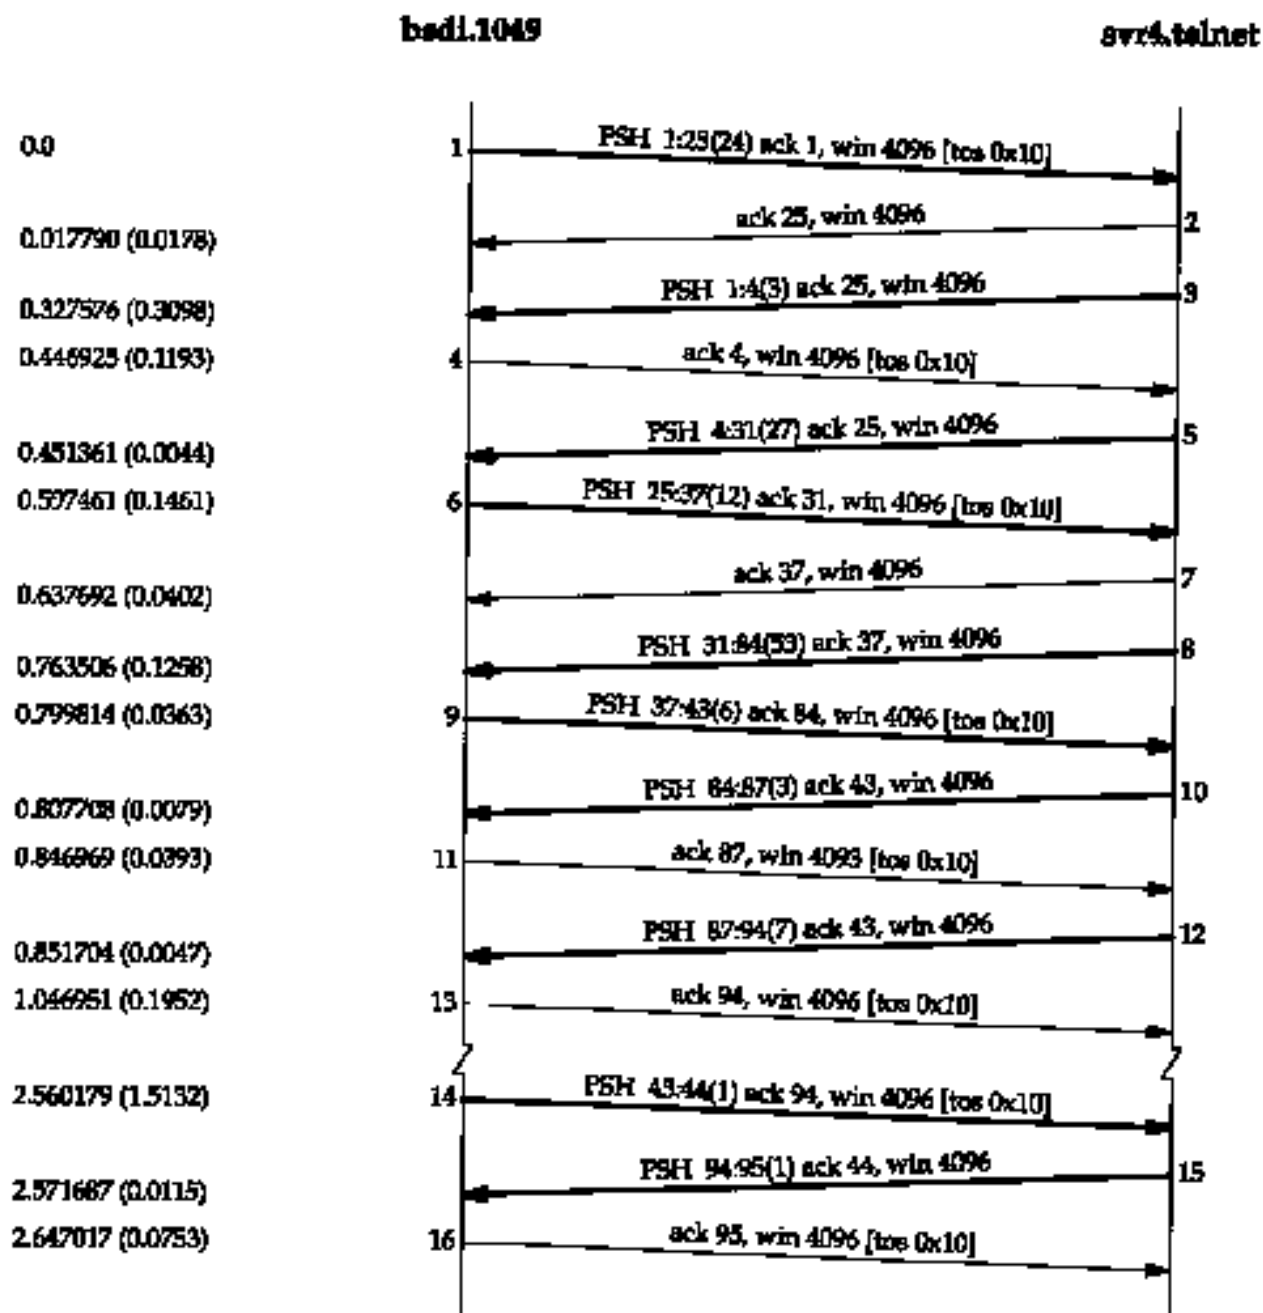 bsdi.1049 svr4.telnet
0.0 1 PSH 1:25(24) ack 1, win 4096 [tos 0x10]
ack 25, win 4096 2
0.017790 (0.0178)
PSH 1:4(3) ack 25, win 4096 3
0.327576 (0.3098)
0.446925 (0.1193) 4 ack 4, win 4096 [tos 0x10]
PSH 4:31(27) ack 25, win 4096 5
0.451361 (0.0044)
0.597461 (0.1461) 6 PSH 25:37(12) ack 31, win 4096 [tos 0x10]
ack 37, win 4096 7
0.637692 (0.0402)
PSH 31:84(53) ack 37, win 4096 8
0.763506 (0.1258)
0.799814 (0.0363) 9 PSH 37:43(6) ack 84, win 4096 [tos 0x10]
PSH 84:87(3) ack 43, win 4096 10
0.807708 (0.0079)
0.846969 (0.0393) 11 ack 87, win 4093 [tos 0x10]
PSH 87:94(7) ack 43, win 4096 12
0.851704 (0.0047)
1.046951 (0.1952) 13 ack 94, win 4096 [tos 0x10]
2.560179 (1.5132) 14 PSH 43:44(1) ack 94, win 4096 [tos 0x10]
PSH 94:95(1) ack 44, win 4096 15
2.571687 (0.0115)
2.647017 (0.0753) 16 ack 95, win 4096 [tos 0x10]